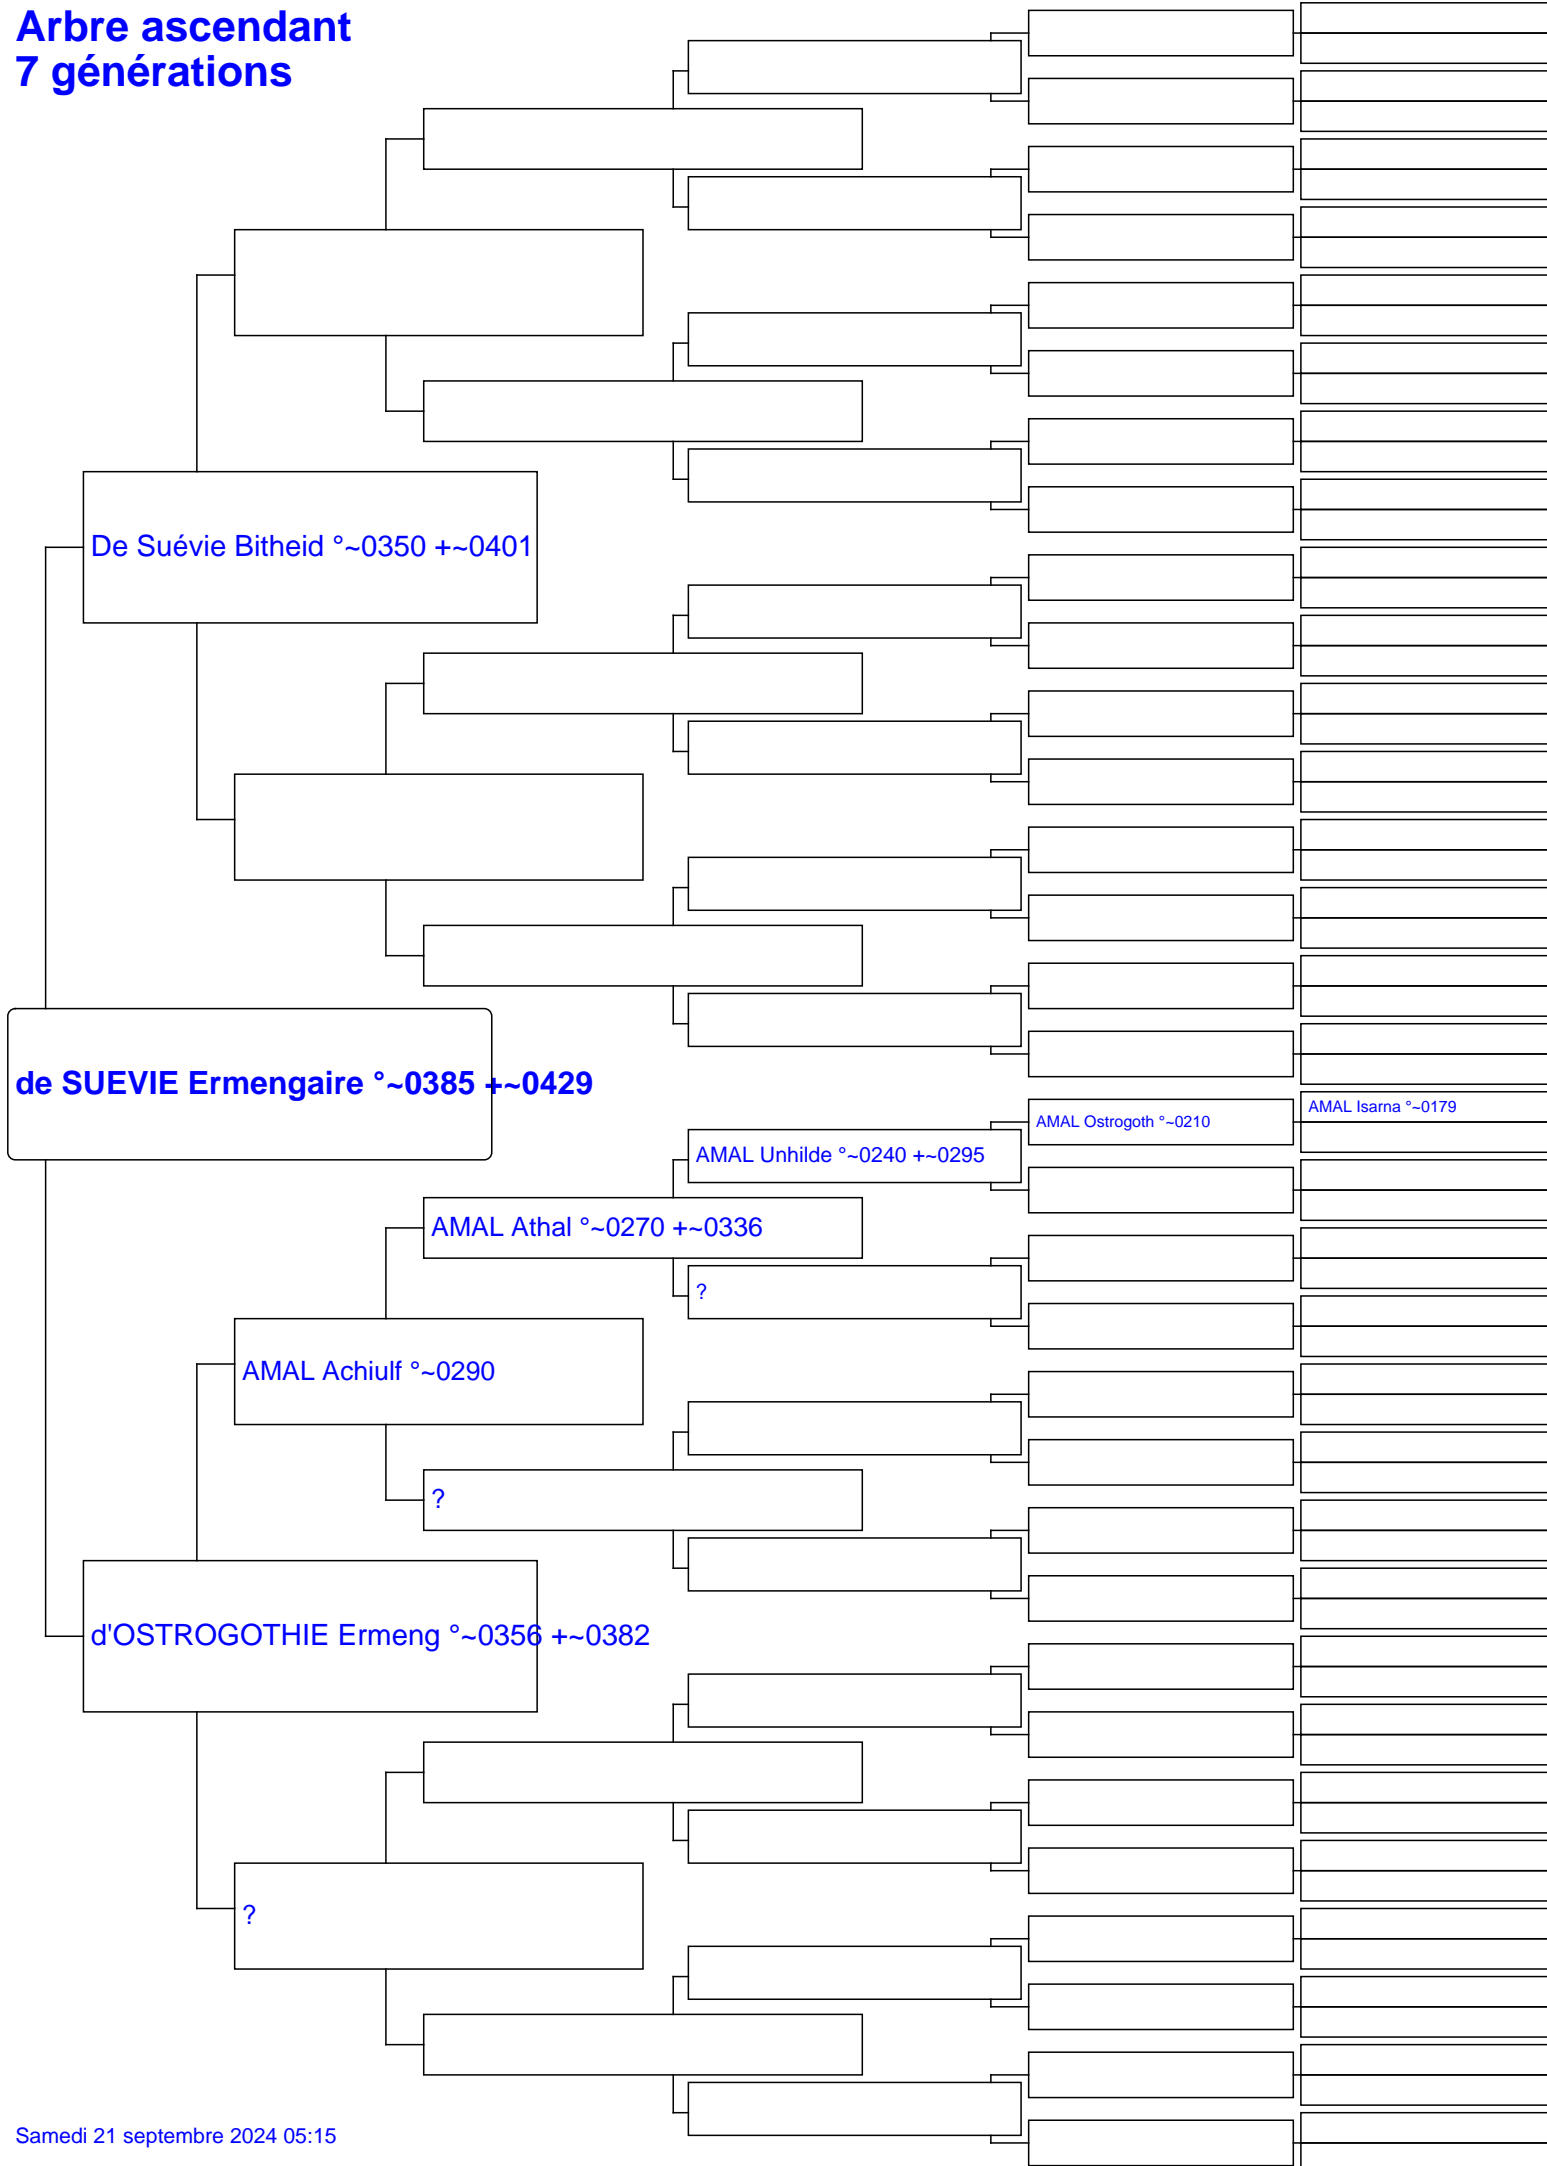 Arbre ascendant
7 générations
De Suévie Bitheid °~0350 +~0401
de SUEVIE Ermengaire °~0385 +~0429
AMAL Isarna °~0179
AMAL Ostrogoth °~0210
AMAL Unhilde °~0240 +~0295
AMAL Athal °~0270 +~0336
?
AMAL Achiulf °~0290
?
d'OSTROGOTHIE Ermeng °~0356 +~0382
?
Samedi 21 septembre 2024 05:15